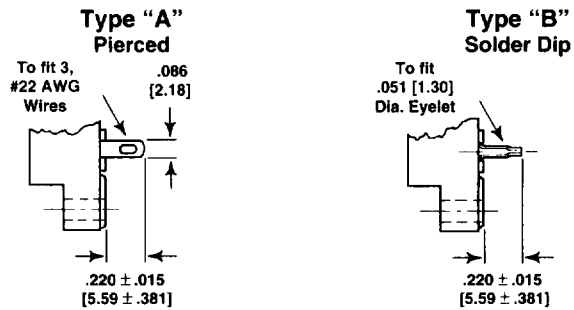 Type “A”
Pierced
To fit 3,
#22 AWG
Wires
.086
[2.18]
.220 ± .015
[5.59 ± .381]
Type “B”
Solder Dip
To fit
.051 [1.30]
Dia. Eyelet
.220 ± .015
[5.59 ± .381]